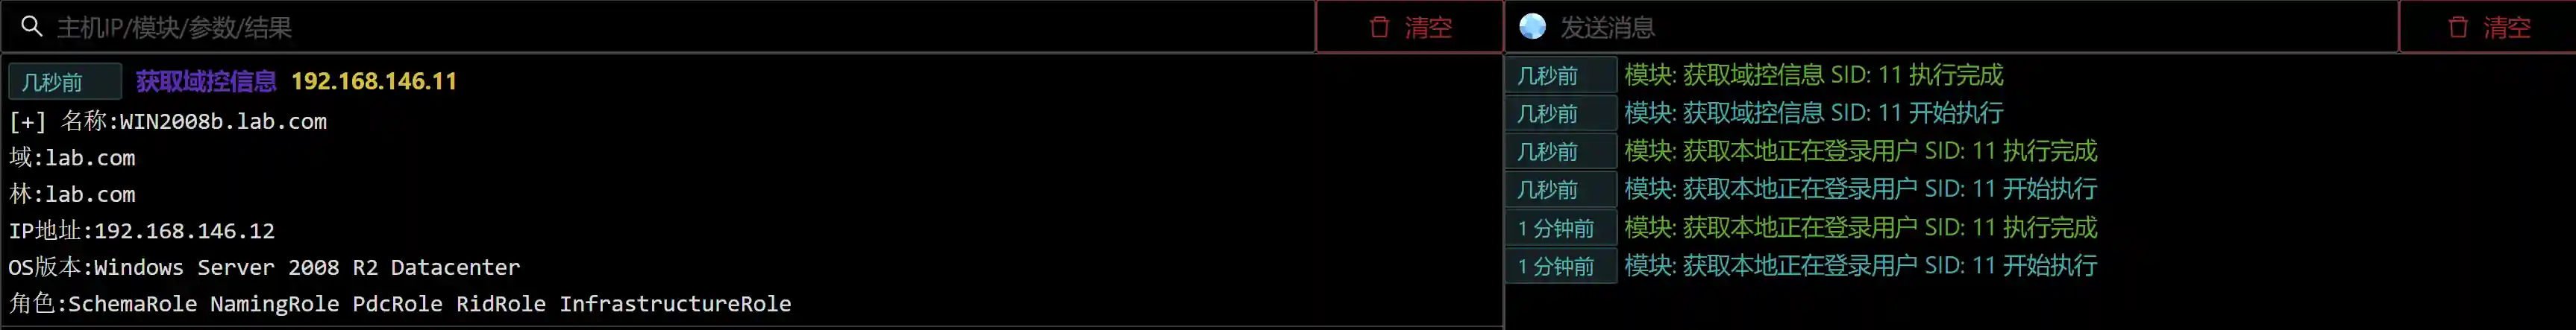 主机IP/模块/参数/结果
清空
几秒前 获取域控信息 192.168.146.11
[+] 名称:WIN2008b.lab.com
域:lab.com
林:lab.com
IP地址:192.168.146.12
OS版本:Windows Server 2008 R2 Datacenter
角色:SchemaRole NamingRole PdcRole RidRole InfrastructureRole
发送消息
清空
几秒前 模块: 获取域控信息 SID: 11 执行完成
几秒前 模块: 获取域控信息 SID: 11 开始执行
几秒前 模块: 获取本地正在登录用户 SID: 11 执行完成
几秒前 模块: 获取本地正在登录用户 SID: 11 开始执行
1 分钟前 模块: 获取本地正在登录用户 SID: 11 执行完成
1 分钟前 模块: 获取本地正在登录用户 SID: 11 开始执行